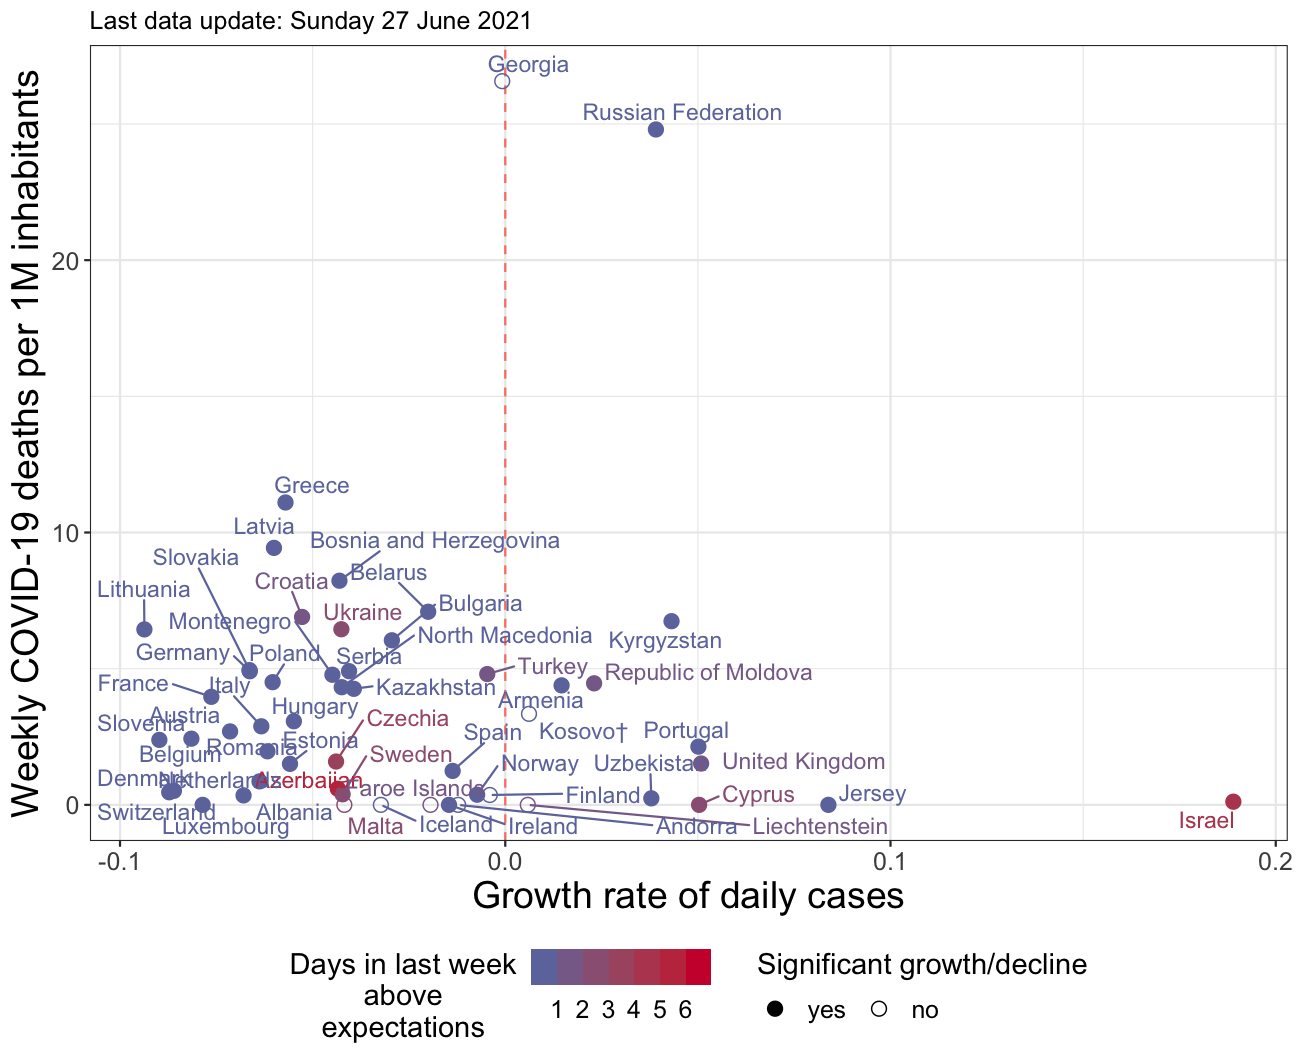 Last data update: Sunday 27 June 2021
Weekly COVID-19 deaths per 1M inhabitants
20
10
0
Georgia
Russian Federation
Greece
Latvia
Bosnia and Herzegovina
Slovakia
Belarus
Croatia
Lithuania
Bulgaria
Ukraine
Montenegro
North Macedonia
Kyrgyzstan
Germany
Poland
Serbia
Turkey
Republic of Moldova
France
Italy
Kazakhstan
Armenia
Hungary
Austria
Czechia
Slovenia
Spain
Kosovo†
Portugal
Romania
Estonia
Belgium
Sweden
Norway
Uzbekista
United Kingdom
Denmark
Netherlands
Azerbaijan
Faroe Islands
Finland
Cyprus
Jersey
Switzerland
Albania
Israel
Luxembourg
Malta
Iceland
Ireland
Andorra
Liechtenstein
-0.1
0.0
0.1
0.2
Growth rate of daily cases
Days in last week
above
expectations
1 2 3 4 5 6
Significant growth/decline
yes
no